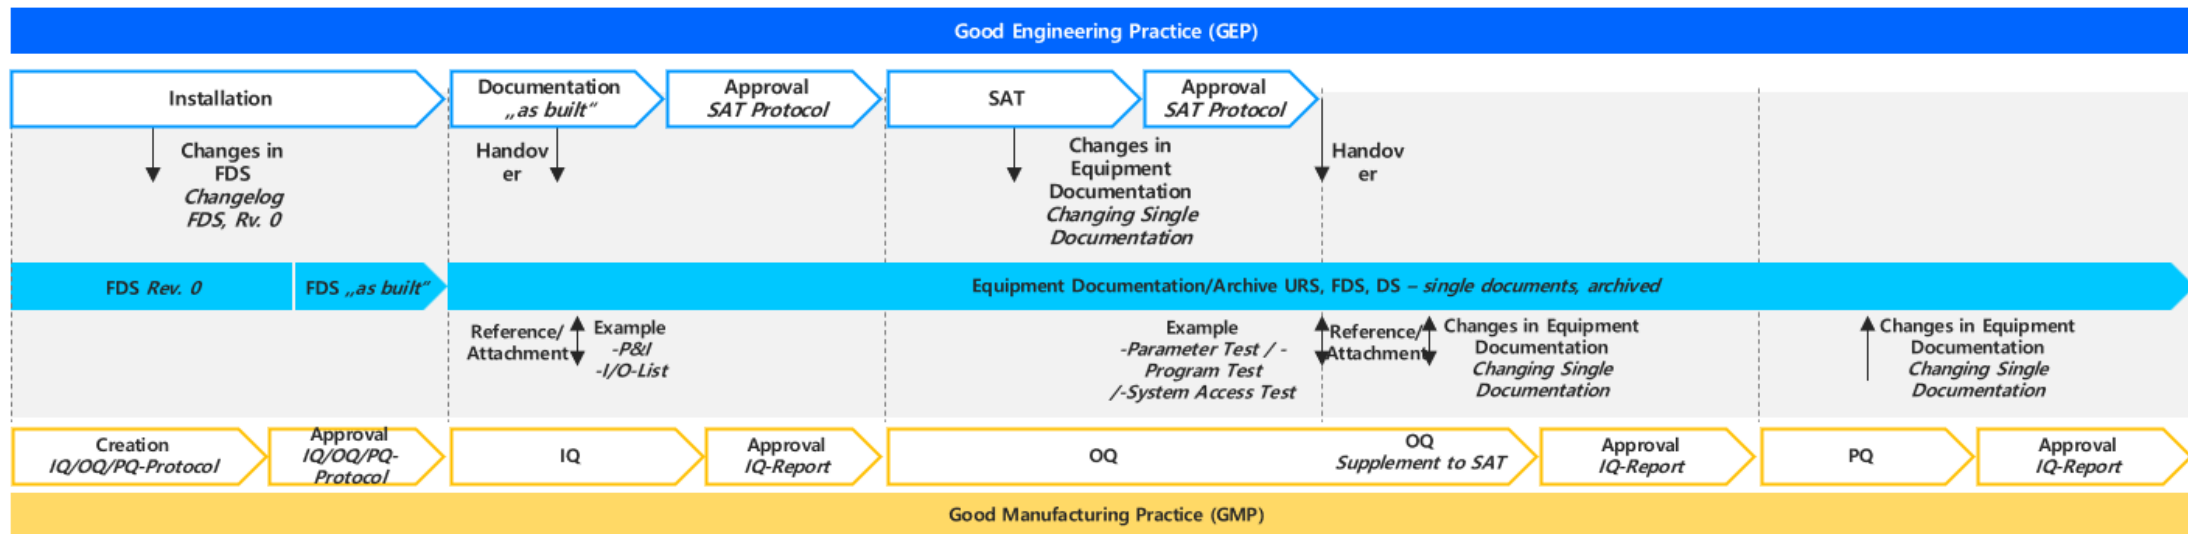 Good Engineering Practice (GEP)
Installation
Documentation
„as built“
Approval
SAT Protocol
SAT
Approval
SAT Protocol
Changes in
FDS
Changelog
FDS, Rv. 0
Handov
er
Changes in
Equipment
Documentation
Changing Single
Documentation
Handov
er
FDS Rev. 0
FDS „as built“
Equipment Documentation/Archive URS, FDS, DS – single documents, archived
Reference/
Attachment
Example
-P&I
-I/O-List
Example
-Parameter Test / -
Program Test
/-System Access Test
Reference/
Attachment
Changes in Equipment
Documentation
Changing Single
Documentation
Changes in Equipment
Documentation
Changing Single
Documentation
Creation
IQ/OQ/PQ-Protocol
Approval
IQ/OQ/PQ-
Protocol
IQ
Approval
IQ-Report
OQ
OQ
Supplement to SAT
Approval
IQ-Report
PQ
Approval
IQ-Report
Good Manufacturing Practice (GMP)